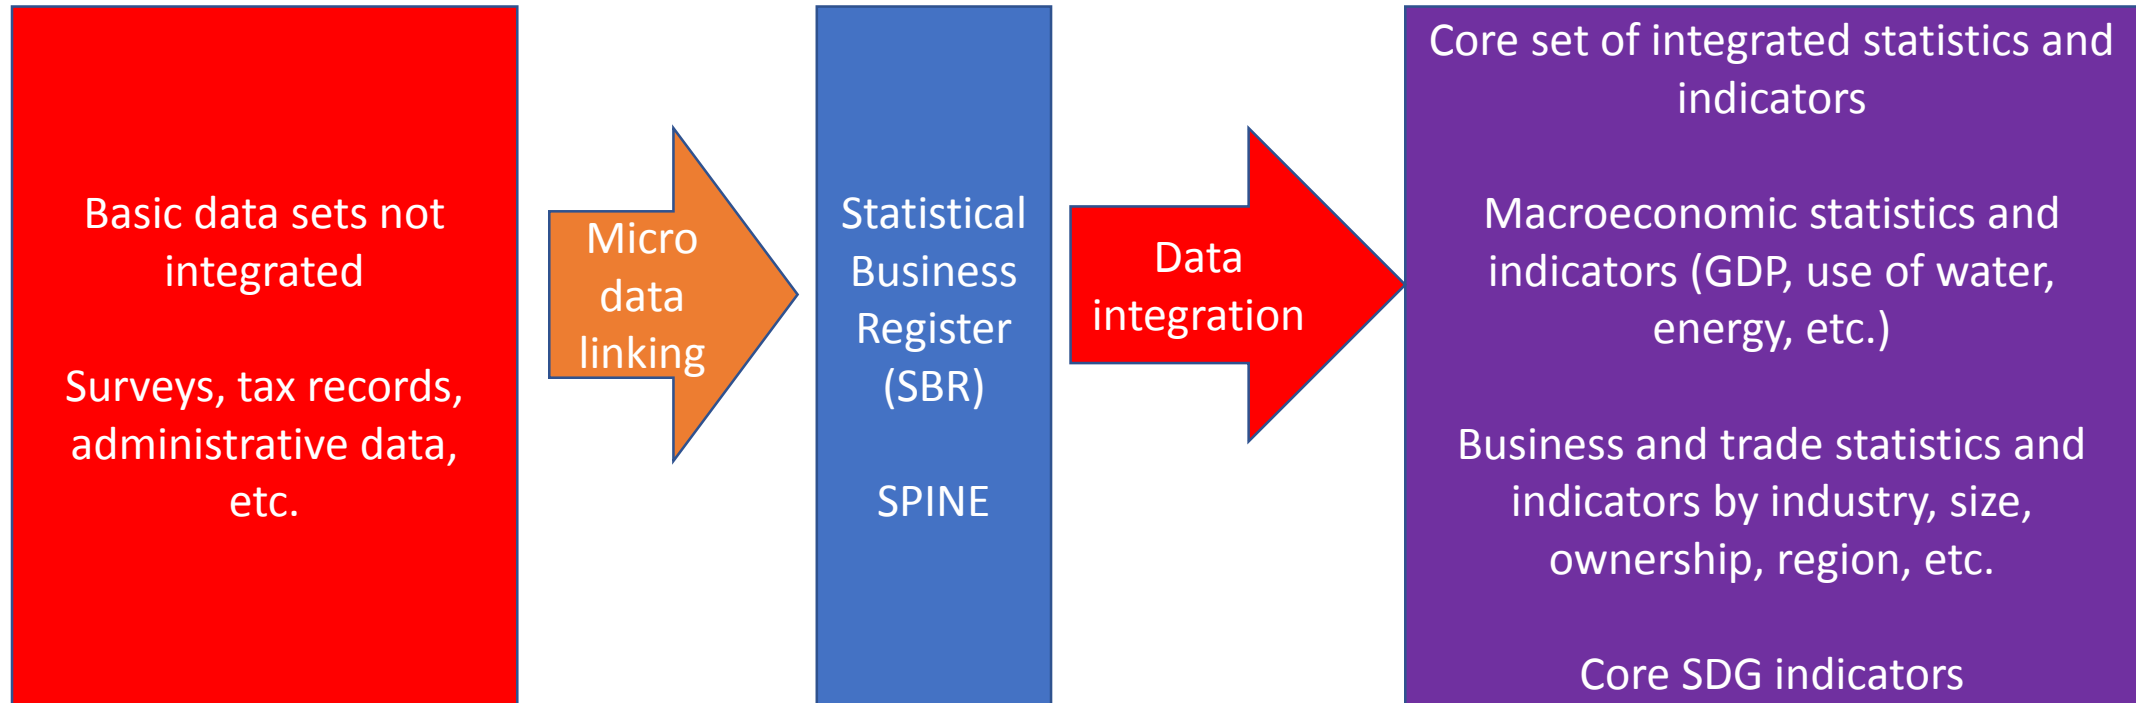 Basic data sets not
integrated
Surveys, tax records,
administrative data,
etc.
Micro
data
linking
Statistical
Business
Register
(SBR)
SPINE
Data
integration
Core set of integrated statistics and
indicators
Macroeconomic statistics and
indicators (GDP, use of water,
energy, etc.)
Business and trade statistics and
indicators by industry, size,
ownership, region, etc.
Core SDG indicators